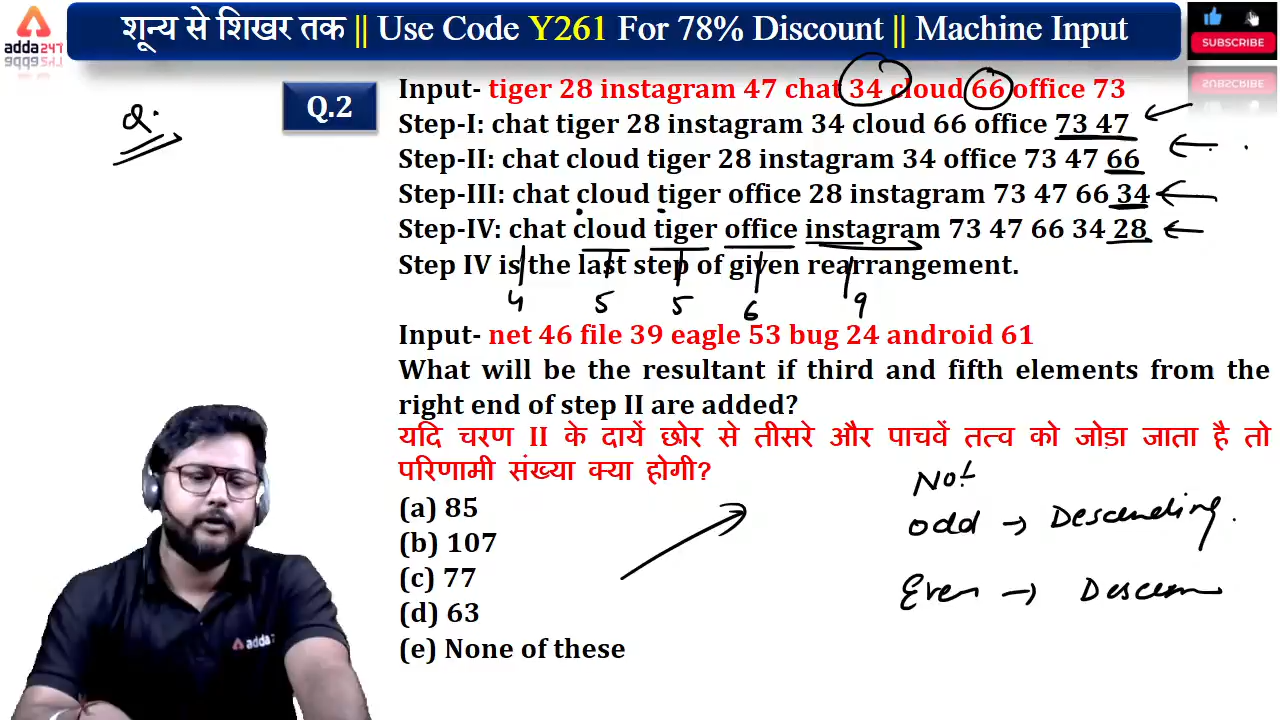 शून्य से शिखर तक || Use Code Y261 For 78% Discount || Machine Input
adda247
SUBSCRIBE
Q.
Q.2
Input- tiger 28 instagram 47 chat 34 cloud 66 office 73
Step-I: chat tiger 28 instagram 34 cloud 66 office 73 47
Step-II: chat cloud tiger 28 instagram 34 office 73 47 66
Step-III: chat cloud tiger office 28 instagram 73 47 66 34
Step-IV: chat cloud tiger office instagram 73 47 66 34 28
Step IV is the last step of given rearrangement.
4 5 5 6 9
Input- net 46 file 39 eagle 53 bug 24 android 61
What will be the resultant if third and fifth elements from the
right end of step II are added?
यदि चरण II के दायें छोर से तीसरे और पाचवें तत्व को जोड़ा जाता है तो
परिणामी संख्या क्या होगी?
(a) 85
(b) 107
(c) 77
(d) 63
(e) None of these
No!
odd → Descending.
Even → Descen
adda247